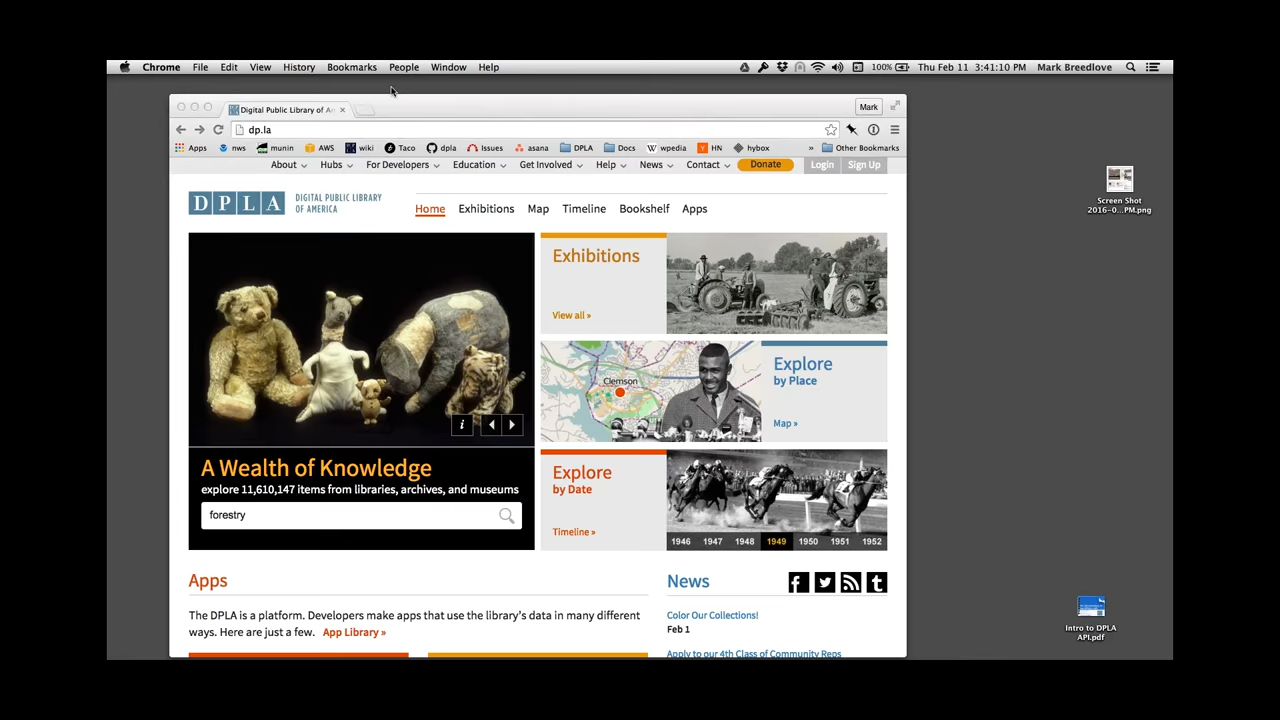 Chrome File Edit View History Bookmarks People Window Help 100% Thu Feb 11 3:41:10 PM Mark Breedlove
Digital Public Library of Am
Mark
dp.la
Apps nws munin AWS wiki Taco dpla Issues asana DPLA Docs wpedia HN hybox » Other Bookmarks
About Hubs For Developers Education Get Involved Help News Contact Donate Login Sign Up
DPLA DIGITAL PUBLIC LIBRARY
OF AMERICA
Home Exhibitions Map Timeline Bookshelf Apps
Exhibitions
View all »
Clemson
Explore
by Place
Map »
i
A Wealth of Knowledge
explore 11,610,147 items from libraries, archives, and museums
forestry
Explore
by Date
Timeline »
1946 1947 1948 1949 1950 1951 1952
Apps
The DPLA is a platform. Developers make apps that use the library's data in many different
ways. Here are just a few. App Library »
News
Color Our Collections!
Feb 1
Apply to our 4th Class of Community Reps
Screen Shot
2016-0...PM.png
Intro to DPLA
API.pdf